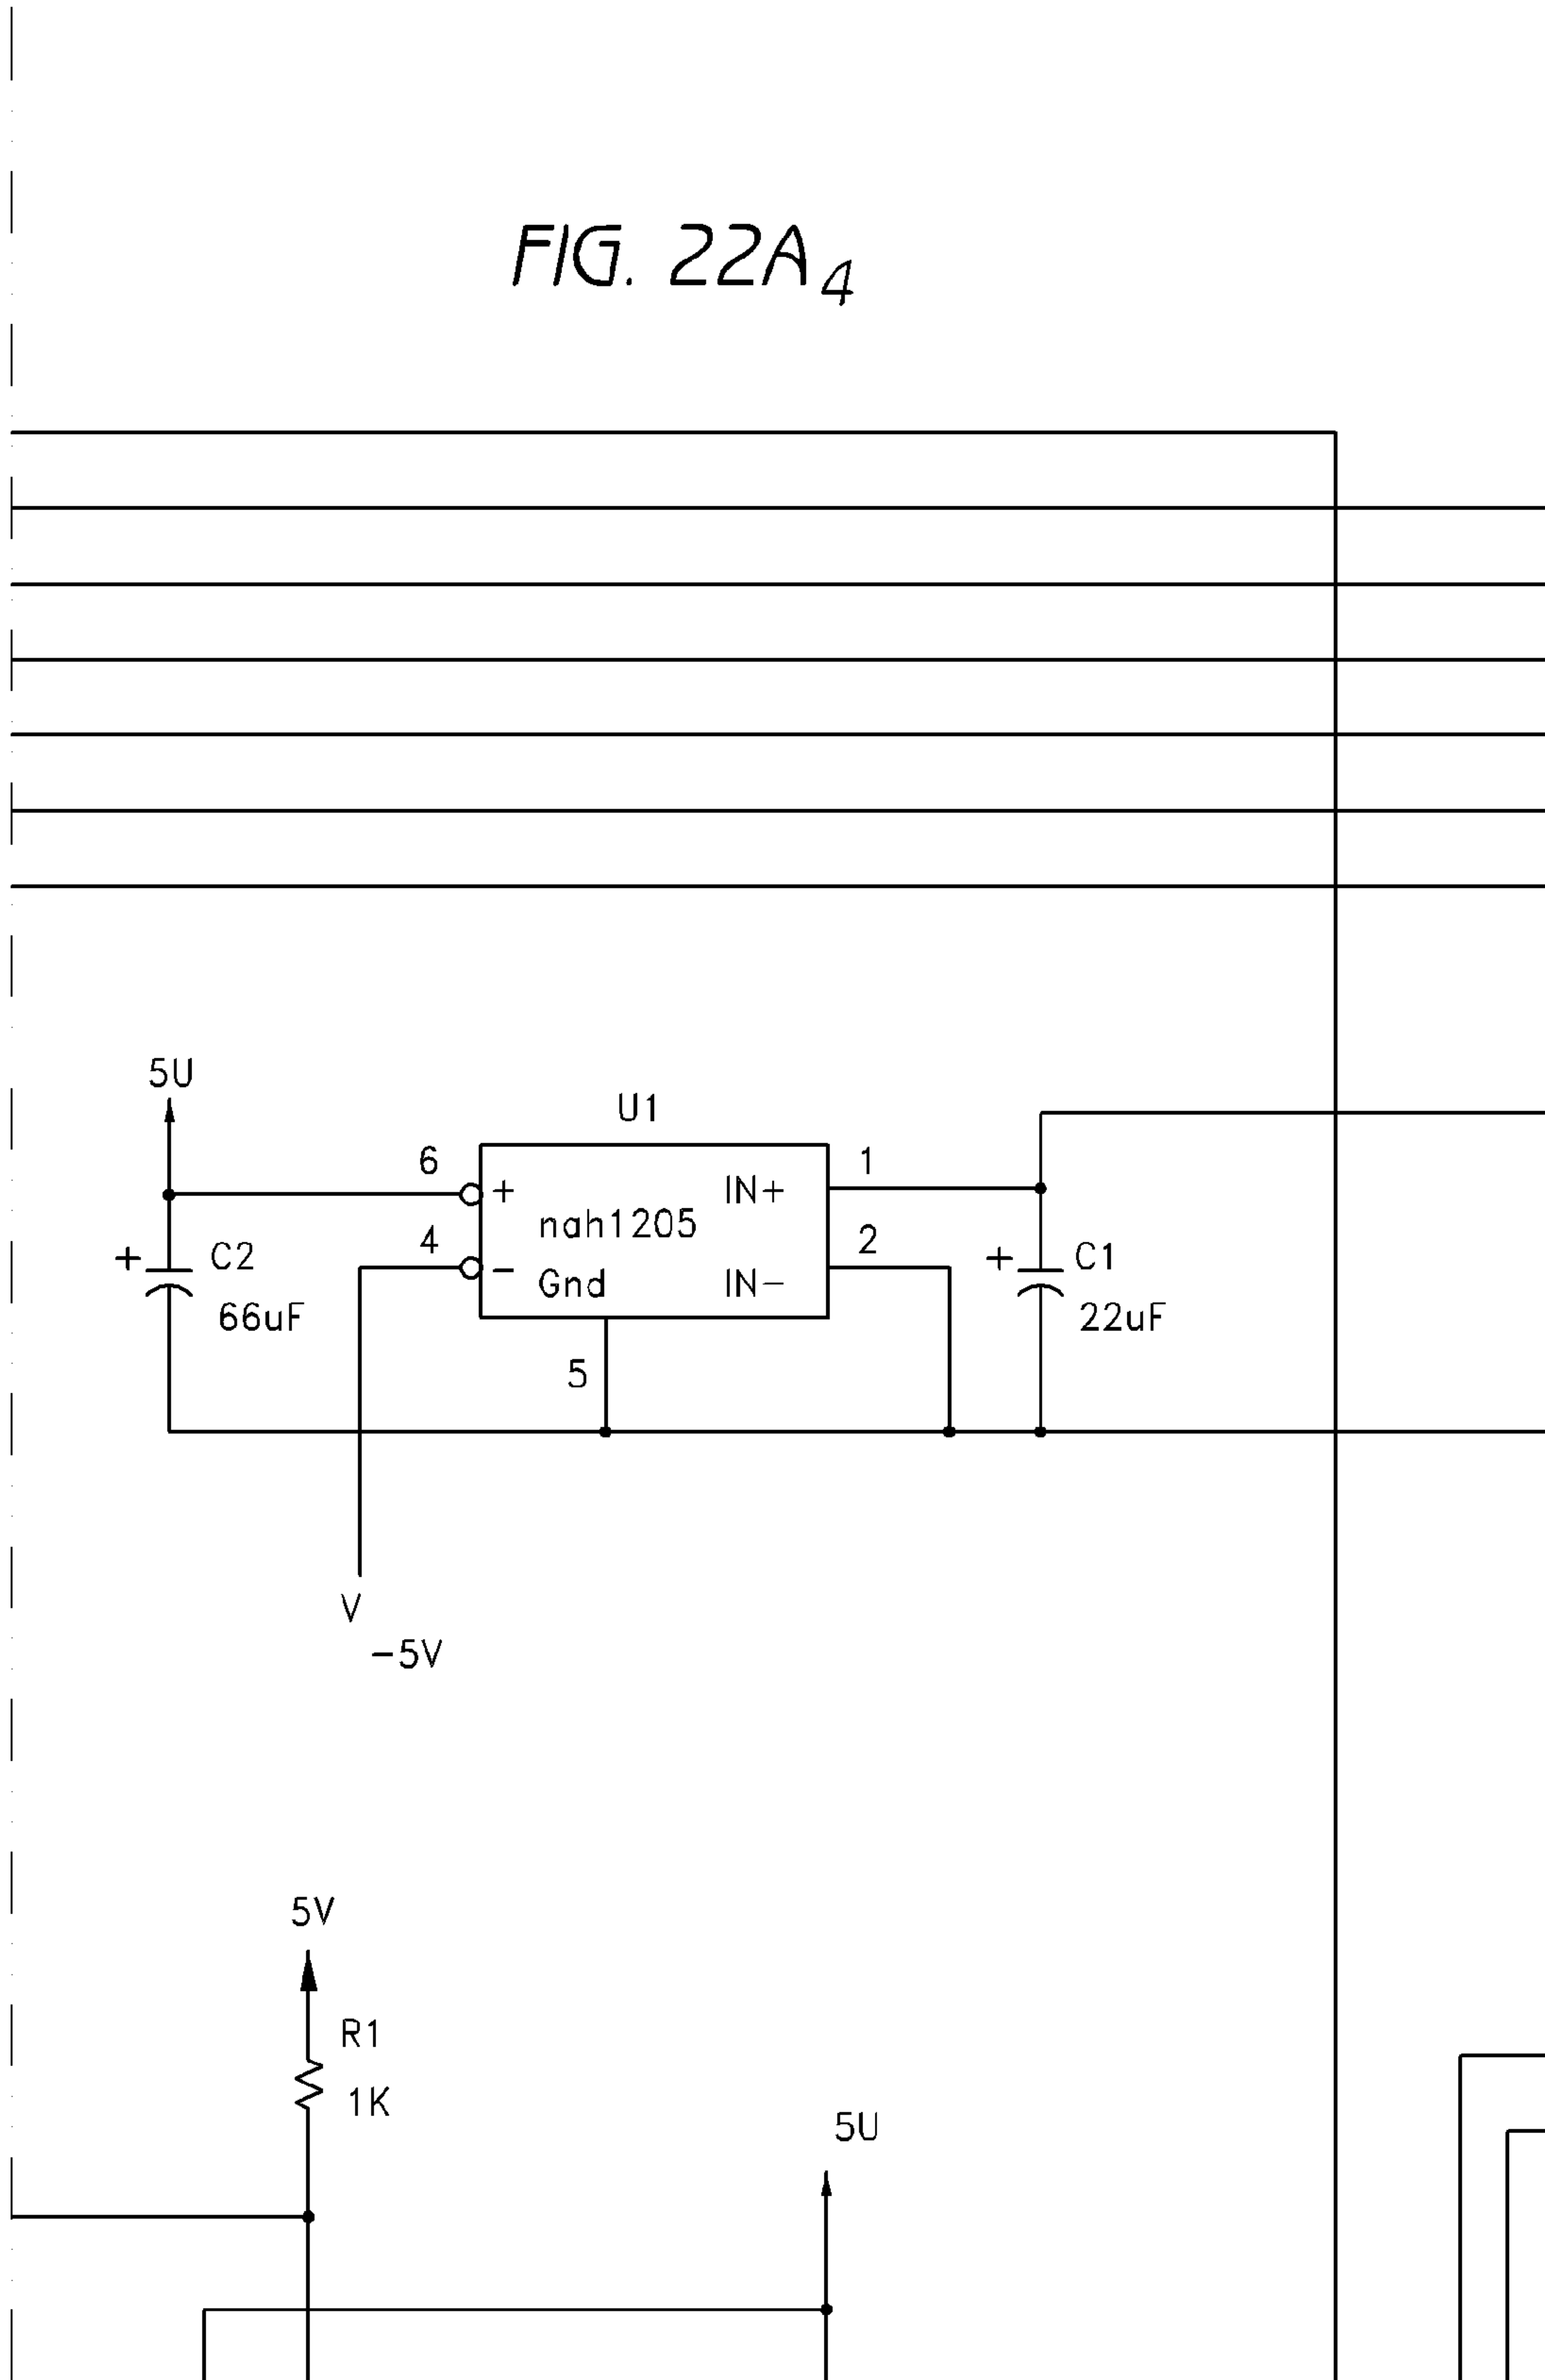 FIG. 22A4
5U
U1
6
+
IN+
1
nah1205
4
-
Gnd
IN-
2
+
C2
66uF
+
C1
22uF
5
V
-5V
5V
R1
1K
5U